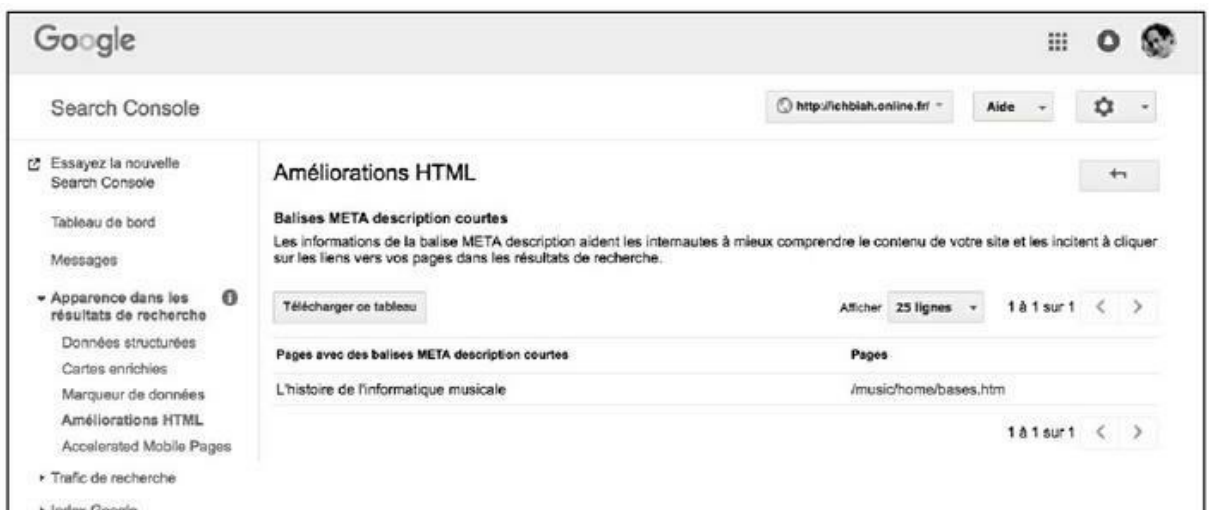 Google
Search Console
http://ichbiah.online.fr/
Aide
Essayez la nouvelle
Search Console
Tableau de bord
Messages
Apparence dans les
résultats de recherche
Données structurées
Cartes enrichies
Marqueur de données
Améliorations HTML
Accelerated Mobile Pages
Trafic de recherche
Index Google
Améliorations HTML
Balises META description courtes
Les informations de la balise META description aident les internautes à mieux comprendre le contenu de votre site et les incitent à cliquer
sur les liens vers vos pages dans les résultats de recherche.
Télécharger ce tableau
Afficher 25 lignes 1 à 1 sur 1
Pages avec des balises META description courtes Pages
L'histoire de l'informatique musicale /music/home/bases.htm
1 à 1 sur 1